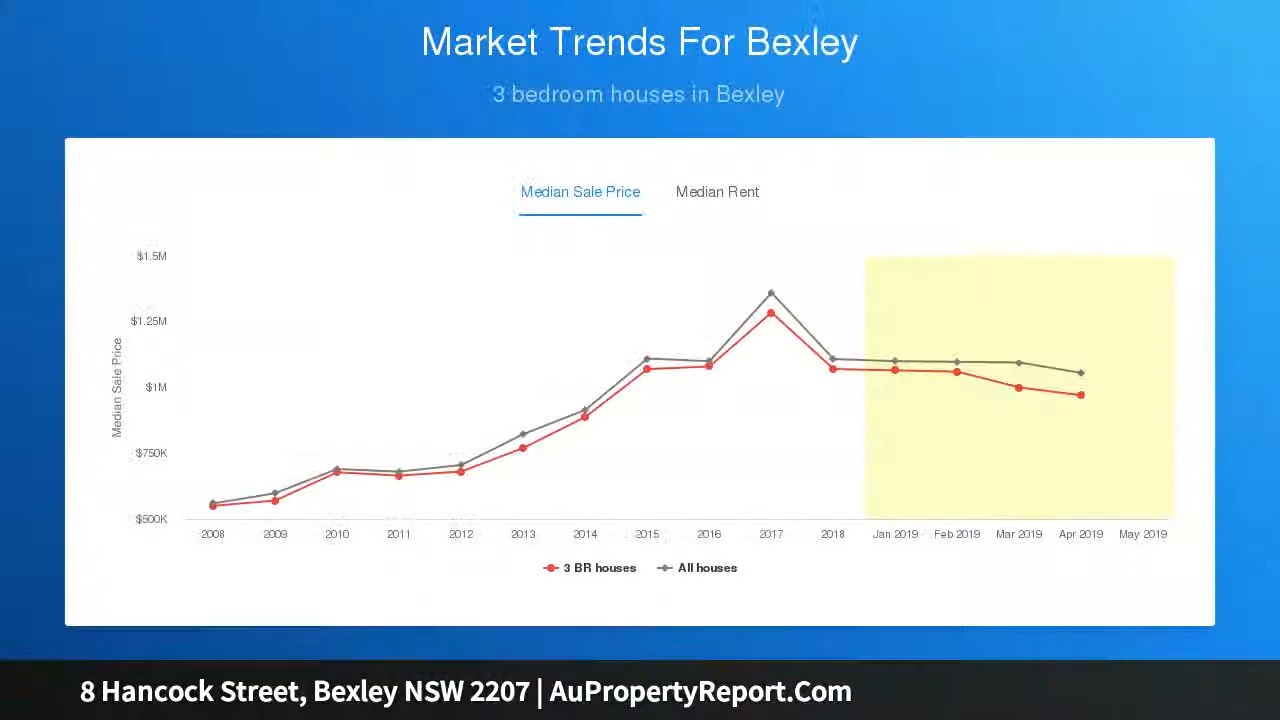 Market Trends For Bexley
3 bedroom houses in Bexley
Median Sale Price Median Rent
$1.5M
$1.25M
$1M
$750K
$500K
Median Sale Price
2008 2009 2010 2011 2012 2013 2014 2015 2016 2017 2018 Jan 2019 Feb 2019 Mar 2019 Apr 2019 May 2019
3 BR houses All houses
8 Hancock Street, Bexley NSW 2207 | AuPropertyReport.Com